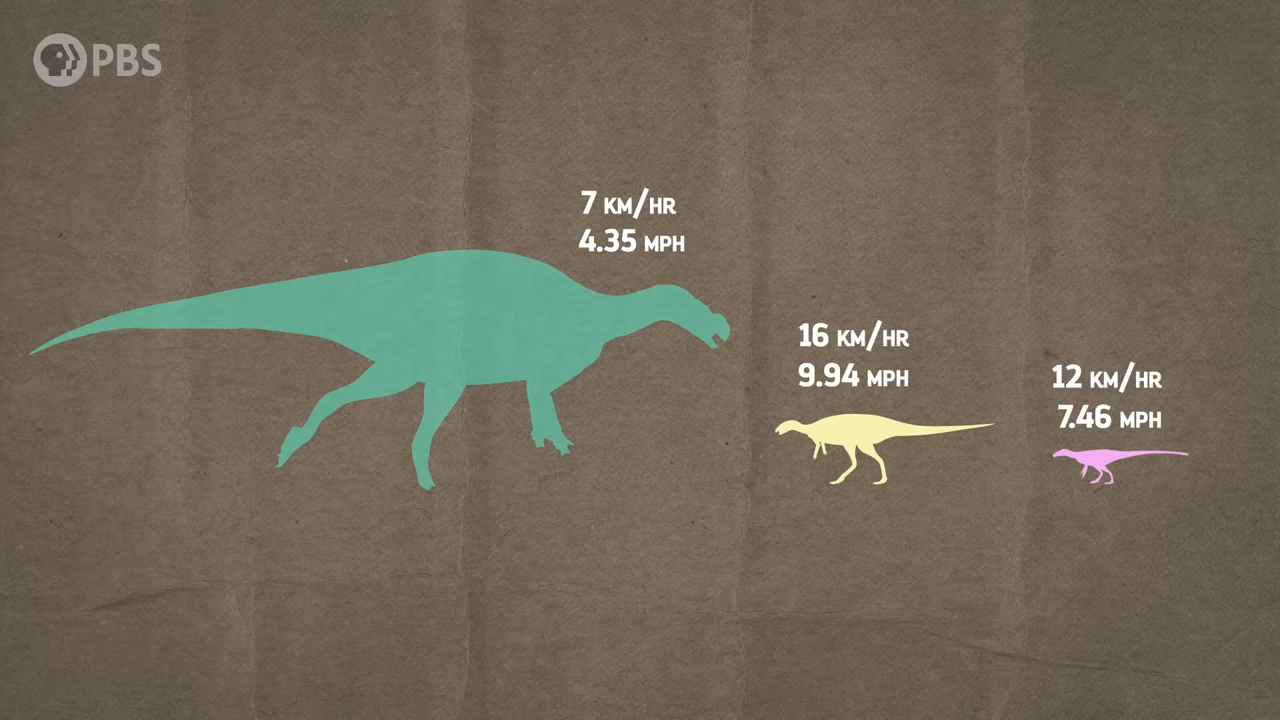 PBS
7 KM/HR
4.35 MPH
16 KM/HR
9.94 MPH
12 KM/HR
7.46 MPH